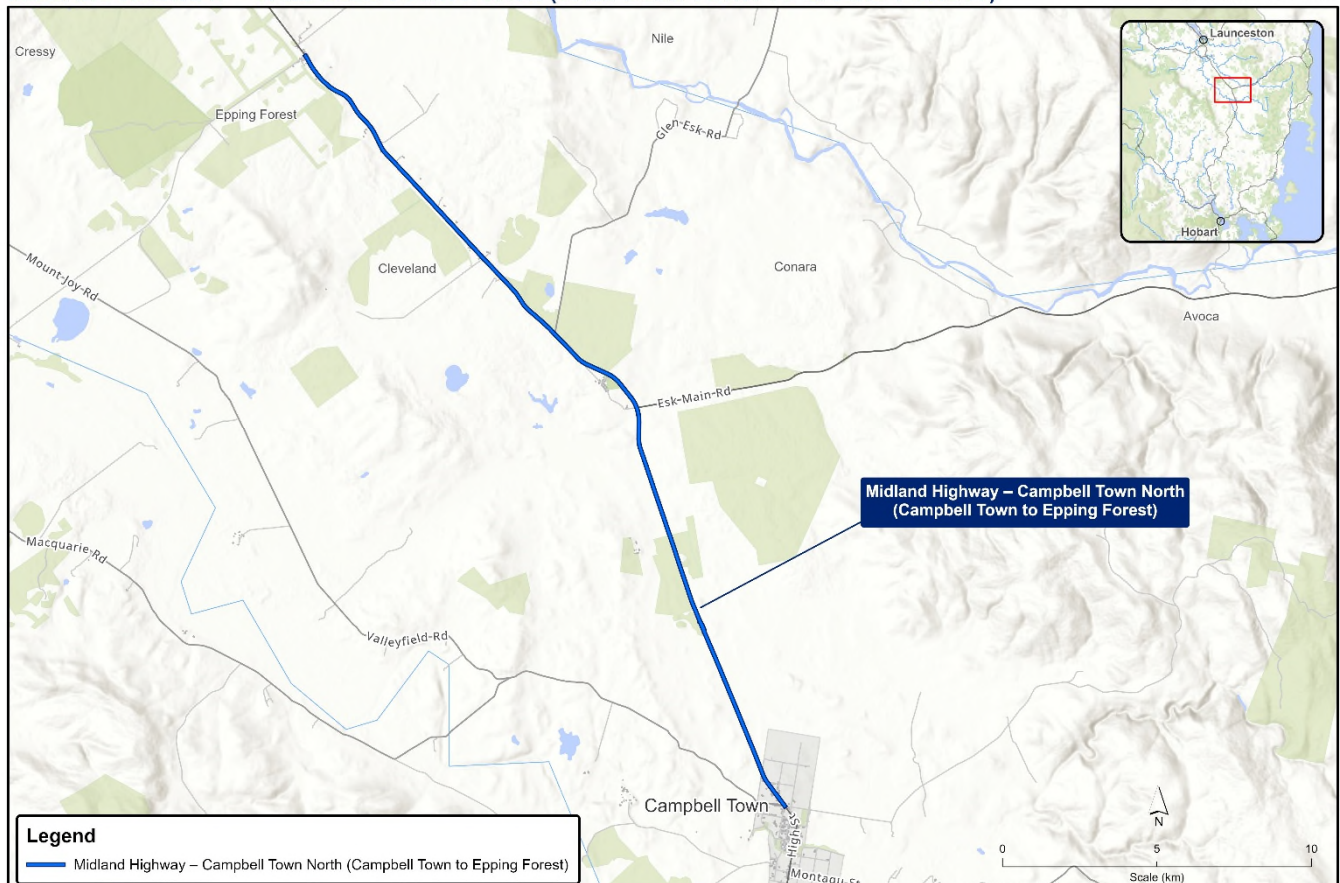 Cressy
Nile
Launceston
Epping Forest
Glen-Esk-Rd
Hobart
Mount-Joy-Rd
Cleveland
Conara
Avoca
Esk-Main-Rd
Midland Highway – Campbell Town North
(Campbell Town to Epping Forest)
Macquarie-Rd
Valleyfield-Rd
Campbell Town
High-S
N
Legend
Midland Highway – Campbell Town North (Campbell Town to Epping Forest)
0 5 10
Scale (km)